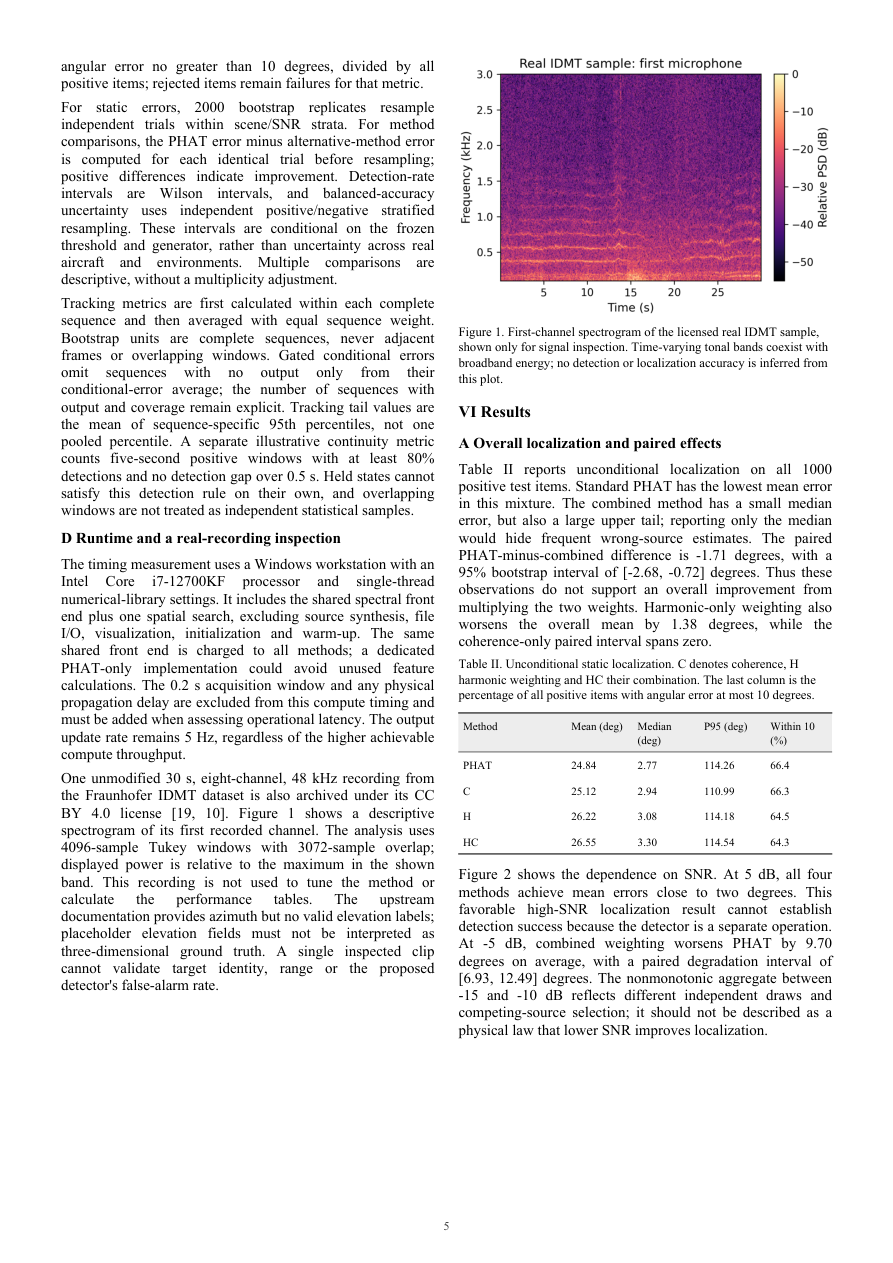 angular error no greater than 10 degrees, divided by all
positive items; rejected items remain failures for that metric.
For static errors, 2000 bootstrap replicates resample
independent trials within scene/SNR strata. For method
comparisons, the PHAT error minus alternative-method error
is computed for each identical trial before resampling;
positive differences indicate improvement. Detection-rate
intervals are Wilson intervals, and balanced-accuracy
uncertainty uses independent positive/negative stratified
resampling. These intervals are conditional on the frozen
threshold and generator, rather than uncertainty across real
aircraft and environments. Multiple comparisons are
descriptive, without a multiplicity adjustment.
Tracking metrics are first calculated within each complete
sequence and then averaged with equal sequence weight.
Bootstrap units are complete sequences, never adjacent
frames or overlapping windows. Gated conditional errors
omit sequences with no output only from their
conditional-error average; the number of sequences with
output and coverage remain explicit. Tracking tail values are
the mean of sequence-specific 95th percentiles, not one
pooled percentile. A separate illustrative continuity metric
counts five-second positive windows with at least 80%
detections and no detection gap over 0.5 s. Held states cannot
satisfy this detection rule on their own, and overlapping
windows are not treated as independent statistical samples.
D Runtime and a real-recording inspection
The timing measurement uses a Windows workstation with an
Intel Core i7-12700KF processor and single-thread
numerical-library settings. It includes the shared spectral front
end plus one spatial search, excluding source synthesis, file
I/O, visualization, initialization and warm-up. The same
shared front end is charged to all methods; a dedicated
PHAT-only implementation could avoid unused feature
calculations. The 0.2 s acquisition window and any physical
propagation delay are excluded from this compute timing and
must be added when assessing operational latency. The output
update rate remains 5 Hz, regardless of the higher achievable
compute throughput.
One unmodified 30 s, eight-channel, 48 kHz recording from
the Fraunhofer IDMT dataset is also archived under its CC
BY 4.0 license [19, 10]. Figure 1 shows a descriptive
spectrogram of its first recorded channel. The analysis uses
4096-sample Tukey windows with 3072-sample overlap;
displayed power is relative to the maximum in the shown
band. This recording is not used to tune the method or
calculate the performance tables. The upstream
documentation provides azimuth but no valid elevation labels;
placeholder elevation fields must not be interpreted as
three-dimensional ground truth. A single inspected clip
cannot validate target identity, range or the proposed
detector's false-alarm rate.
Real IDMT sample: first microphone
3.0
2.5
2.0
1.5
1.0
0.5
Frequency (kHz)
5 10 15 20 25
Time (s)
0
−10
−20
−30
−40
−50
Relative PSD (dB)
Figure 1. First-channel spectrogram of the licensed real IDMT sample,
shown only for signal inspection. Time-varying tonal bands coexist with
broadband energy; no detection or localization accuracy is inferred from
this plot.
VI Results
A Overall localization and paired effects
Table II reports unconditional localization on all 1000
positive test items. Standard PHAT has the lowest mean error
in this mixture. The combined method has a small median
error, but also a large upper tail; reporting only the median
would hide frequent wrong-source estimates. The paired
PHAT-minus-combined difference is -1.71 degrees, with a
95% bootstrap interval of [-2.68, -0.72] degrees. Thus these
observations do not support an overall improvement from
multiplying the two weights. Harmonic-only weighting also
worsens the overall mean by 1.38 degrees, while the
coherence-only paired interval spans zero.
Table II. Unconditional static localization. C denotes coherence, H
harmonic weighting and HC their combination. The last column is the
percentage of all positive items with angular error at most 10 degrees.
Method Mean (deg) Median (deg) P95 (deg) Within 10 (%)
PHAT 24.84 2.77 114.26 66.4
C 25.12 2.94 110.99 66.3
H 26.22 3.08 114.18 64.5
HC 26.55 3.30 114.54 64.3
Figure 2 shows the dependence on SNR. At 5 dB, all four
methods achieve mean errors close to two degrees. This
favorable high-SNR localization result cannot establish
detection success because the detector is a separate operation.
At -5 dB, combined weighting worsens PHAT by 9.70
degrees on average, with a paired degradation interval of
[6.93, 12.49] degrees. The nonmonotonic aggregate between
-15 and -10 dB reflects different independent draws and
competing-source selection; it should not be described as a
physical law that lower SNR improves localization.
5